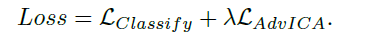 Loss = ℒ_{Classify} + λℒ_{AdvICA}.